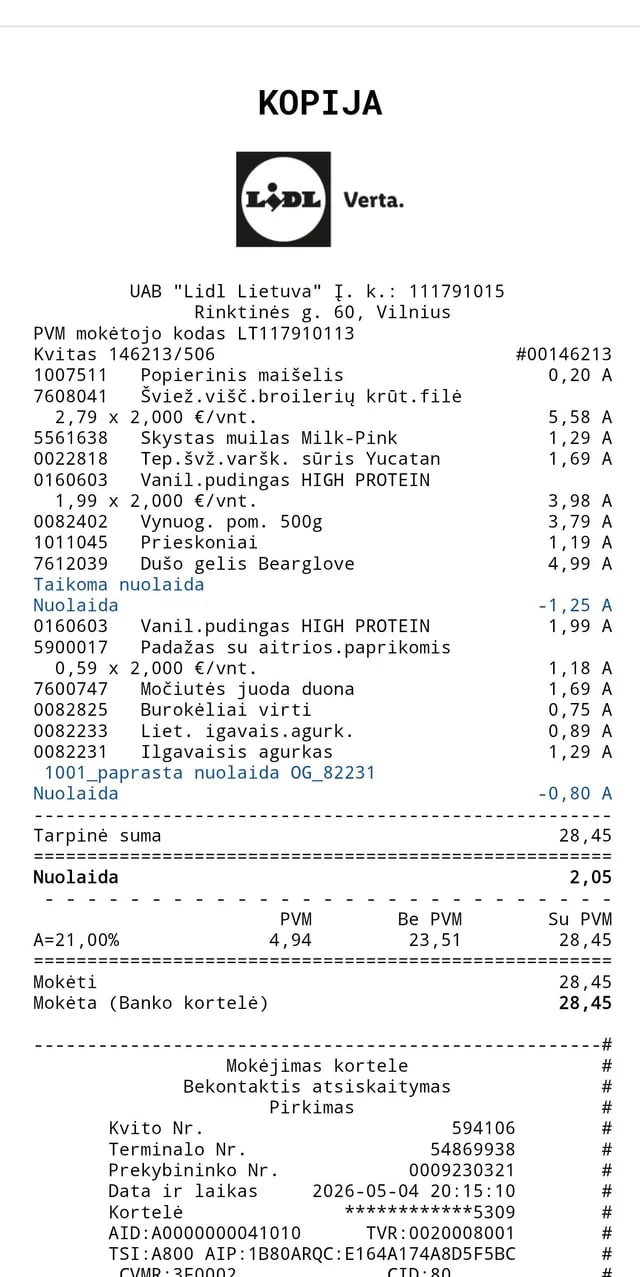 KOPIJA
LIDL Verta.
UAB "Lidl Lietuva" Į. k.: 111791015
Rinktinės g. 60, Vilnius
PVM mokėtojo kodas LT117910113
Kvitas 146213/506 #00146213
1007511 Popierinis maišelis 0,20 A
7608041 Šviež.višč.broilerių krūt.filė
2,79 x 2,000 €/vnt. 5,58 A
5561638 Skystas muilas Milk-Pink 1,29 A
0022818 Tep.švž.varšk. sūris Yucatan 1,69 A
0160603 Vanil.pudingas HIGH PROTEIN
1,99 x 2,000 €/vnt. 3,98 A
0082402 Vynuog. pom. 500g 3,79 A
1011045 Prieskoniai 1,19 A
7612039 Dušo gelis Bearglove 4,99 A
Taikoma nuolaida
Nuolaida -1,25 A
0160603 Vanil.pudingas HIGH PROTEIN 1,99 A
5900017 Padažas su aitrios.paprikomis
0,59 x 2,000 €/vnt. 1,18 A
7600747 Močiutės juoda duona 1,69 A
0082825 Burokėliai virti 0,75 A
0082233 Liet. igavais.agurk. 0,89 A
0082231 Ilgavaisis agurkas 1,29 A
1001_paprasta nuolaida OG_82231
Nuolaida -0,80 A
------------------------------------------------------
Tarpinė suma 28,45
======================================================
Nuolaida 2,05
- - - - - - - - - - - - - - - - - - - - - - - - - - -
PVM Be PVM Su PVM
A=21,00% 4,94 23,51 28,45
======================================================
Mokėti 28,45
Mokėta (Banko kortelė) 28,45
-----------------------------------------------------#
Mokėjimas kortele #
Bekontaktis atsiskaitymas #
Pirkimas #
Kvito Nr. 594106 #
Terminalo Nr. 54869938 #
Prekybininko Nr. 0009230321 #
Data ir laikas 2026-05-04 20:15:10 #
Kortelė ************5309 #
AID:A0000000041010 TVR:0020008001 #
TSI:A800 AIP:1B80ARQC:E164A174A8D5F5BC #
CVMR:3F0002 CID:80 #